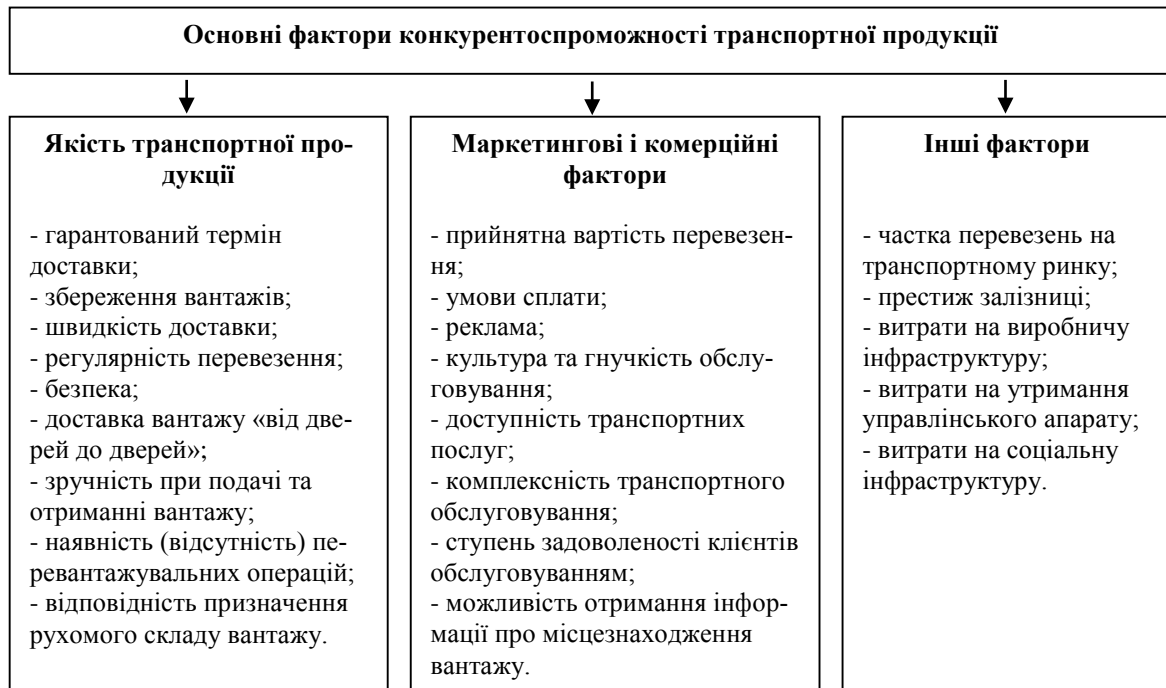 Основні фактори конкурентоспроможності транспортної продукції
Якість транспортної про-
дукції
- гарантований термін
доставки;
- збереження вантажів;
- швидкість доставки;
- регулярність перевезення;
- безпека;
- доставка вантажу «від две-
рей до дверей»;
- зручність при подачі та
отриманні вантажу;
- наявність (відсутність) пе-
ревантажувальних операцій;
- відповідність призначення
рухомого складу вантажу.
Маркетингові і комерційні
фактори
- прийнятна вартість перевезен-
ня;
- умови сплати;
- реклама;
- культура та гнучкість обслу-
говування;
- доступність транспортних
послуг;
- комплексність транспортного
обслуговування;
- ступень задоволеності клієнтів
обслуговуванням;
- можливість отримання інфор-
мації про місцезнаходження
вантажу.
Інші фактори
- частка перевезень на
транспортному ринку;
- престиж залізниці;
- витрати на виробничу
інфраструктуру;
- витрати на утримання
управлінського апарату;
- витрати на соціальну
інфраструктуру.